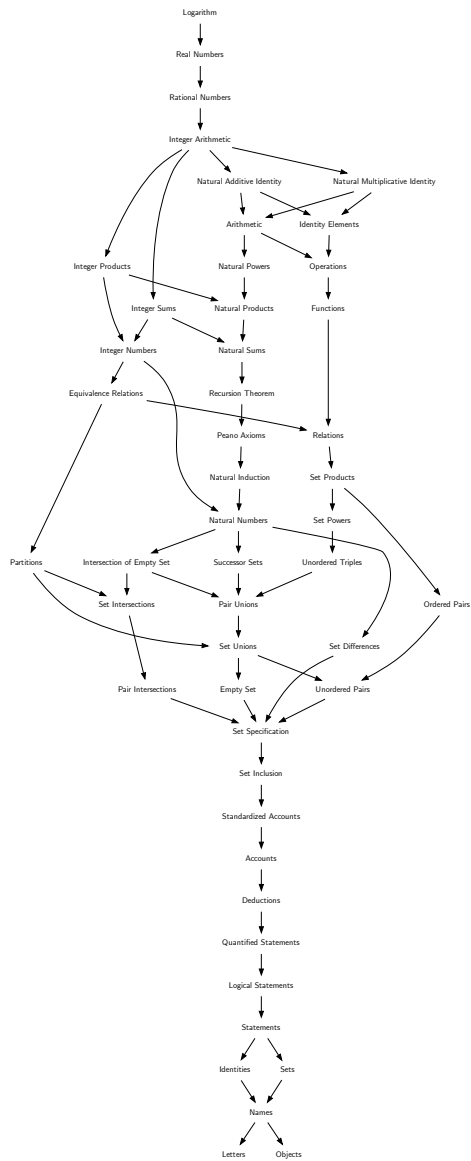 Logarithm
Real Numbers
Rational Numbers
Integer Arithmetic
Natural Additive Identity
Natural Multiplicative Identity
Arithmetic
Identity Elements
Integer Products
Natural Powers
Operations
Integer Sums
Natural Products
Functions
Integer Numbers
Natural Sums
Equivalence Relations
Recursion Theorem
Peano Axioms
Relations
Natural Induction
Set Products
Natural Numbers
Set Powers
Partitions
Intersection of Empty Set
Successor Sets
Unordered Triples
Set Intersections
Pair Unions
Ordered Pairs
Set Unions
Set Differences
Pair Intersections
Empty Set
Unordered Pairs
Set Specification
Set Inclusion
Standardized Accounts
Accounts
Deductions
Quantified Statements
Logical Statements
Statements
Identities
Sets
Names
Letters
Objects